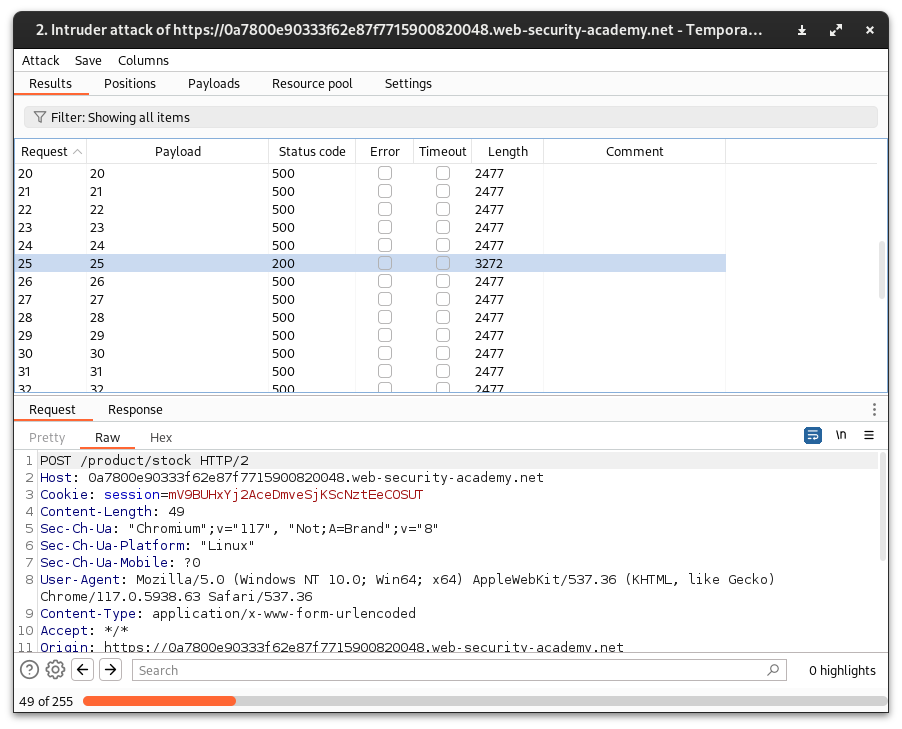 2. Intruder attack of https://0a7800e90333f62e87f7715900820048.web-security-academy.net - Tempora...
Attack Save Columns
Results Positions Payloads Resource pool Settings
Filter: Showing all items
Request Payload Status code Error Timeout Length Comment
20 20 500 2477
21 21 500 2477
22 22 500 2477
23 23 500 2477
24 24 500 2477
25 25 200 3272
26 26 500 2477
27 27 500 2477
28 28 500 2477
29 29 500 2477
30 30 500 2477
31 31 500 2477
32 32 500 2477
Request Response
Pretty Raw Hex \n
1 POST /product/stock HTTP/2
2 Host: 0a7800e90333f62e87f7715900820048.web-security-academy.net
3 Cookie: session=mV9BUHxYj2AceDmveSjKScNztEeCOSUT
4 Content-Length: 49
5 Sec-Ch-Ua: "Chromium";v="117", "Not;A=Brand";v="8"
6 Sec-Ch-Ua-Platform: "Linux"
7 Sec-Ch-Ua-Mobile: ?0
8 User-Agent: Mozilla/5.0 (Windows NT 10.0; Win64; x64) AppleWebKit/537.36 (KHTML, like Gecko)
Chrome/117.0.5938.63 Safari/537.36
9 Content-Type: application/x-www-form-urlencoded
10 Accept: */*
11 Origin: https://0a7800e90333f62e87f7715900820048.web-security-academy.net
Search 0 highlights
49 of 255